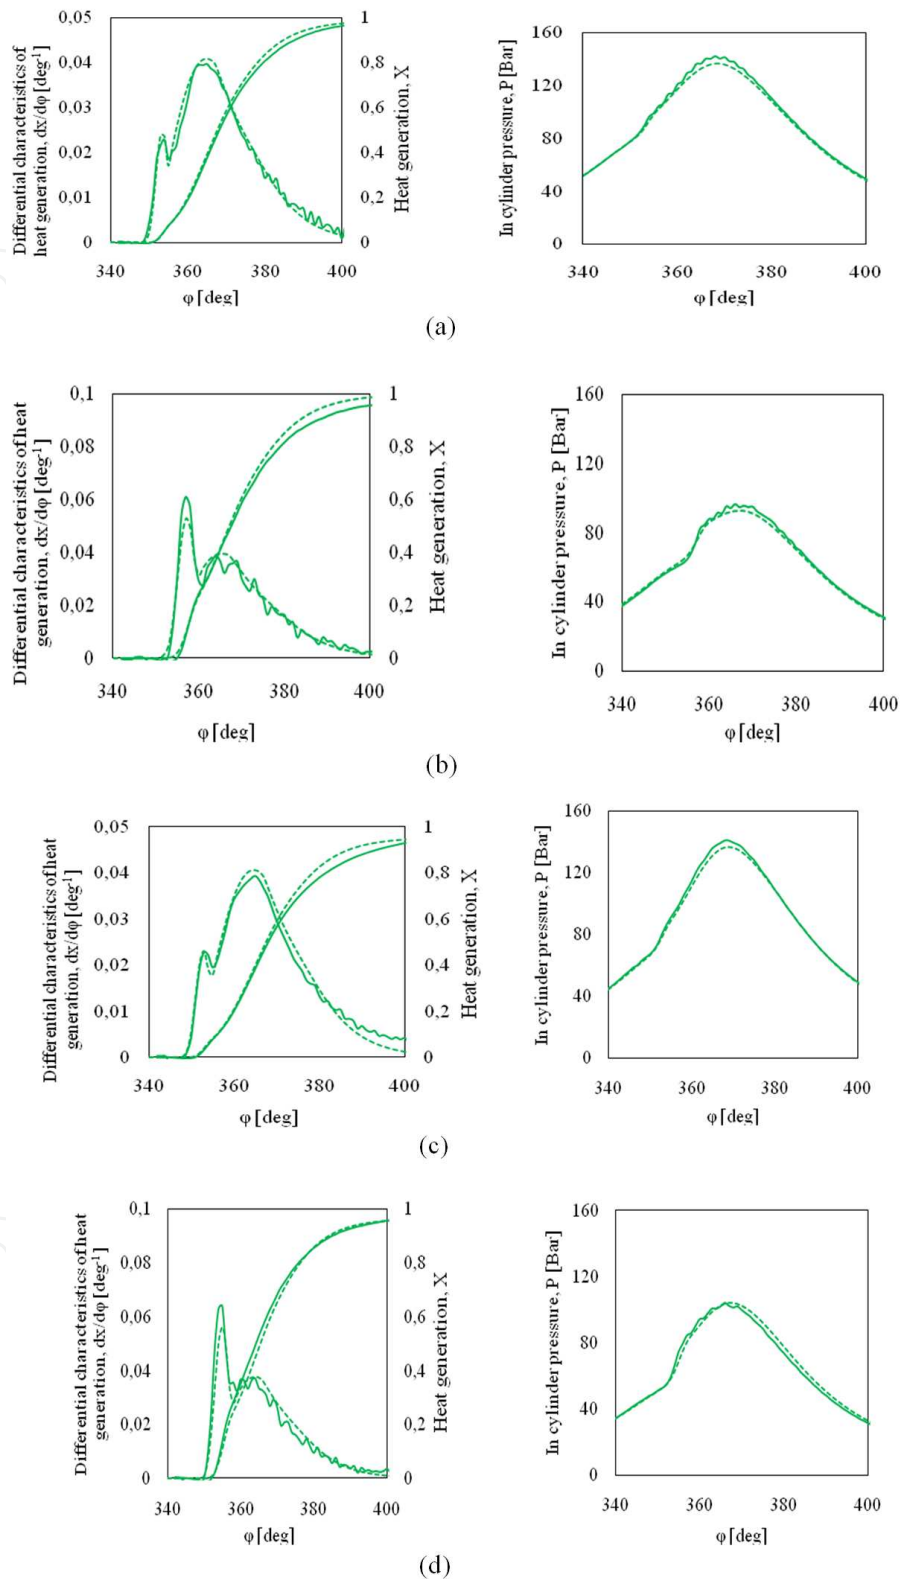 0,05
0,04
0,03
0,02
0,01
0
Differential characteristics of
heat generation, dx/dφ [deg-1]
1
0,8
0,6
0,4
0,2
0
Heat generation, X
340 360 380 400
φ [deg]
160
120
80
40
0
In cylinder pressure, P [Bar]
340 360 380 400
φ [deg]
(a)
0,1
0,08
0,06
0,04
0,02
0
Differential characteristics of heat
generation, dx/dφ [deg-1]
1
0,8
0,6
0,4
0,2
0
Heat generation, X
340 360 380 400
φ [deg]
160
120
80
40
0
In cylinder pressure, P [Bar]
340 360 380 400
φ [deg]
(b)
0,05
0,04
0,03
0,02
0,01
0
Differential characteristics of heat
generation, dx/dφ [deg-1]
1
0,8
0,6
0,4
0,2
0
Heat generation, X
340 360 380 400
φ [deg]
160
120
80
40
0
In cylinder pressure, P [Bar]
340 360 380 400
φ [deg]
(c)
0,1
0,08
0,06
0,04
0,02
0
Differential characteristics of heat
generation, dx/dφ [deg-1]
1
0,8
0,6
0,4
0,2
0
Heat generation, X
340 360 380 400
φ [deg]
160
120
80
40
0
In cylinder pressure, P [Bar]
340 360 380 400
φ [deg]
(d)